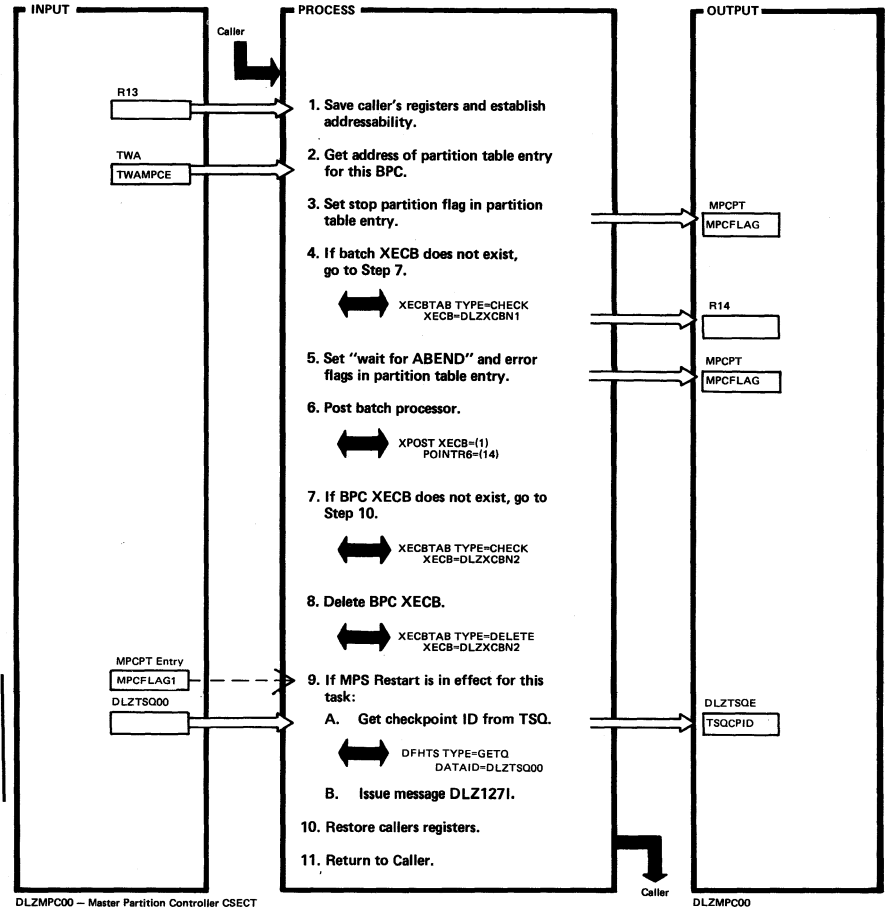 INPUT
PROCESS
OUTPUT
Caller
R13
1. Save caller's registers and establish
addressability.
TWA
TWAMPCE
2. Get address of partition table entry
for this BPC.
3. Set stop partition flag in partition
table entry.
MPCPT
MPCFLAG
4. If batch XECB does not exist,
go to Step 7.
XECBTAB TYPE=CHECK
XECB=DLZXCBN1
R14
5. Set "wait for ABEND" and error
flags in partition table entry.
MPCPT
MPCFLAG
6. Post batch processor.
XPOST XECB=(1)
POINTR6=(14)
7. If BPC XECB does not exist, go to
Step 10.
XECBTAB TYPE=CHECK
XECB=DLZXCBN2
8. Delete BPC XECB.
XECBTAB TYPE=DELETE
XECB=DLZXCBN2
MPCPT Entry
MPCFLAG1
9. If MPS Restart is in effect for this
task:
DLZTSQ00
A. Get checkpoint ID from TSQ.
DLZTSQE
TSQCPID
DFHTS TYPE=GETQ
DATAID=DLZTSQ00
B. Issue message DLZ127I.
10. Restore callers registers.
11. Return to Caller.
Caller
DLZMPC00 — Master Partition Controller CSECT
DLZMPC00